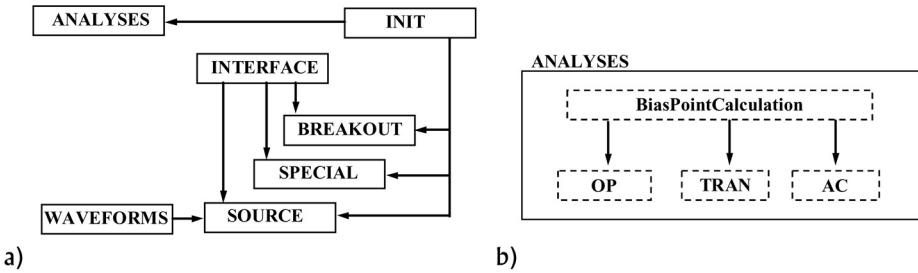 ANALYSES
INIT
INTERFACE
BREAKOUT
SPECIAL
WAVEFORMS
SOURCE
a)
ANALYSES
BiasPointCalculation
OP
TRAN
AC
b)